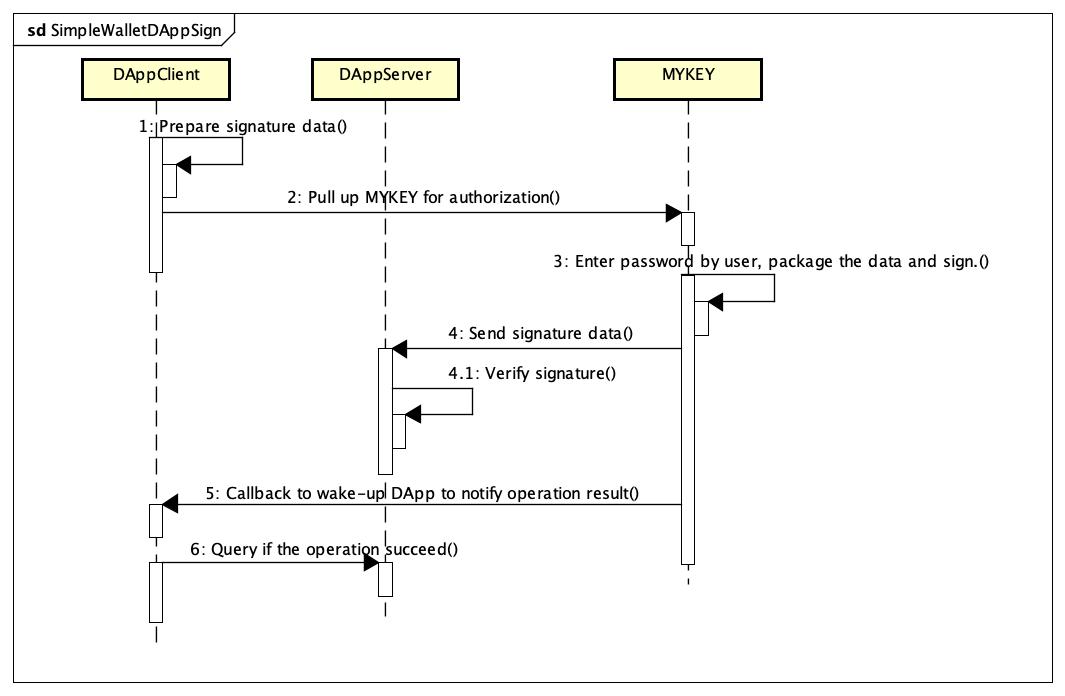 sd SimpleWalletDAppSign
DAppClient
DAppServer
MYKEY
1: Prepare signature data()
2: Pull up MYKEY for authorization()
3: Enter password by user, package the data and sign.()
4: Send signature data()
4.1: Verify signature()
5: Callback to wake-up DApp to notify operation result()
6: Query if the operation succeed()